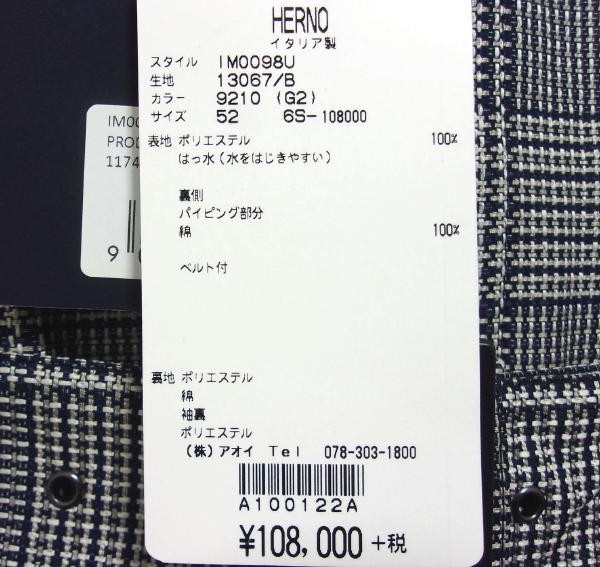 HERNO
イタリア製
スタイル IM0098U
生地 13067/B
カラー 9210 (G2)
サイズ 52 6S-108000
表地 ポリエステル 100%
はっ水(水をはじきやすい)
裏側
パイピング部分
綿 100%
ベルト付
裏地 ポリエステル
綿
袖裏
ポリエステル
(株)アオイ Tel 078-303-1800
A100122A
¥108,000 +税
IM00
PROD
1174
9